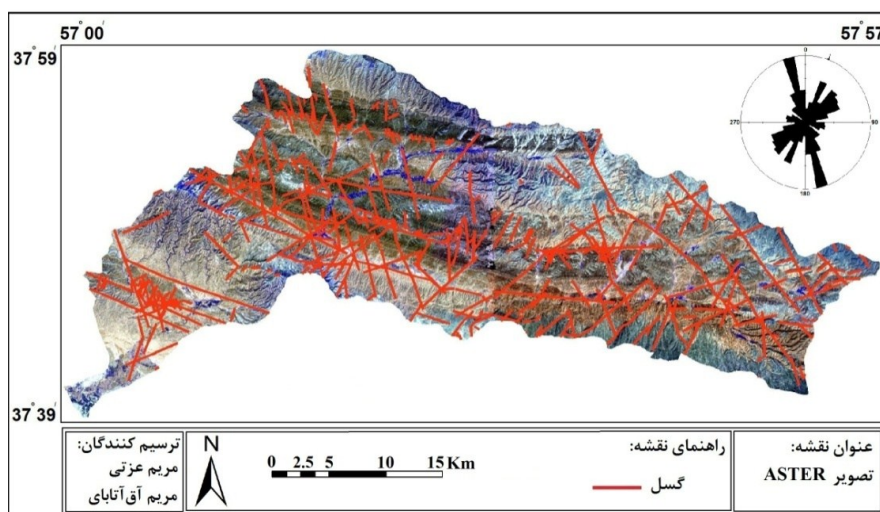 57° 00'
57° 57'
37° 59'
0
270
90
180
37° 39'
عنوان نقشه:
تصویر ASTER
راهنمای نقشه:
گسل
N
0 2.5 5 10 15 Km
ترسیم کنندگان:
مریم عزتی
مریم آق‌آتابای